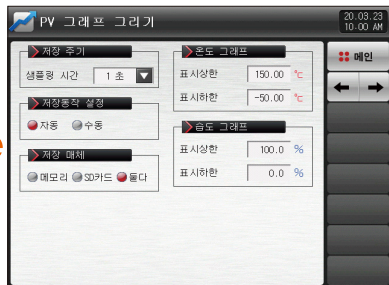 PV 그래프 그리기
20.03.23
10:00 AM
저장 주기
샘플링 시간 1 초
저장동작 설정
자동 수동
저장 매체
메모리 SD카드 둘다
온도 그래프
표시상한 150.00 ℃
표시하한 -50.00 ℃
습도 그래프
표시상한 100.0 %
표시하한 0.0 %
메인
e